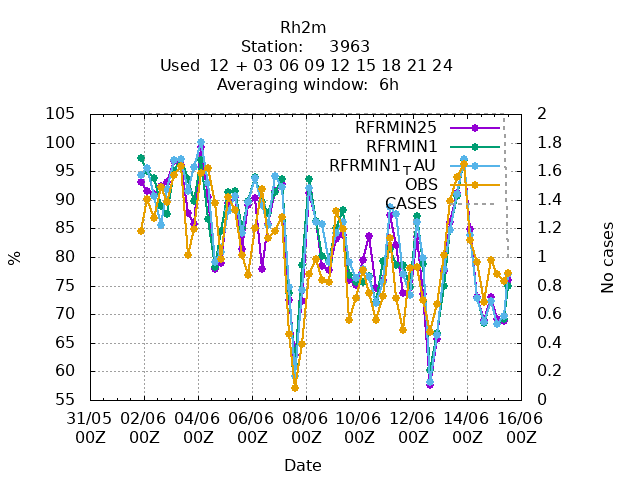 Rh2m
Station: 3963
Used 12 + 03 06 09 12 15 18 21 24
Averaging window: 6h
105
100
95
90
85
80
75
70
65
60
55
%
2
1.8
1.6
1.4
1.2
1
0.8
0.6
0.4
0.2
0
No cases
RFRMIN25
RFRMIN1
RFRMIN1TAU
OBS
CASES
31/05 02/06 04/06 06/06 08/06 10/06 12/06 14/06 16/06
00Z 00Z 00Z 00Z 00Z 00Z 00Z 00Z 00Z
Date